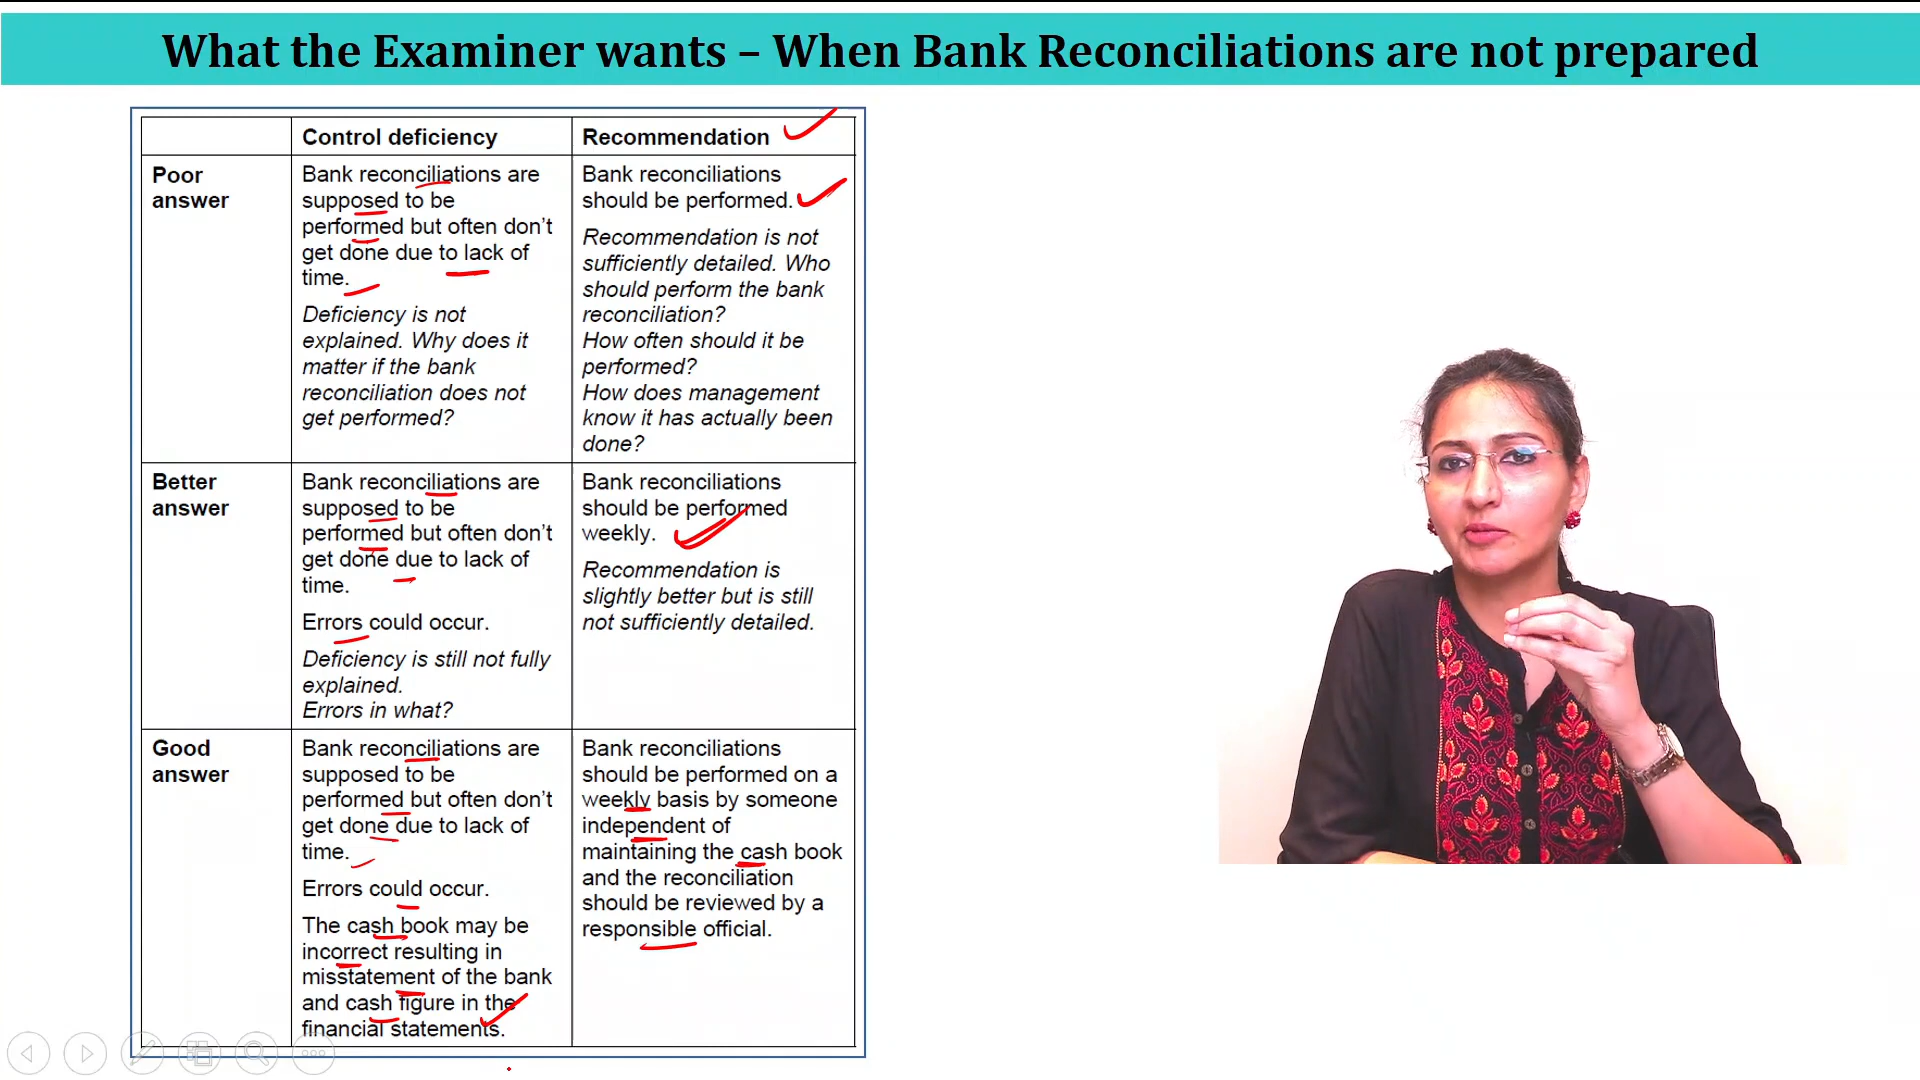 What the Examiner wants – When Bank Reconciliations are not prepared
Control deficiency
Recommendation
Poor
answer
Bank reconciliations are
supposed to be
performed but often don't
get done due to lack of
time.
Deficiency is not
explained. Why does it
matter if the bank
reconciliation does not
get performed?
Bank reconciliations
should be performed.
Recommendation is not
sufficiently detailed. Who
should perform the bank
reconciliation?
How often should it be
performed?
How does management
know it has actually been
done?
Better
answer
Bank reconciliations are
supposed to be
performed but often don't
get done due to lack of
time.
Errors could occur.
Deficiency is still not fully
explained.
Errors in what?
Bank reconciliations
should be performed
weekly.
Recommendation is
slightly better but is still
not sufficiently detailed.
Good
answer
Bank reconciliations are
supposed to be
performed but often don't
get done due to lack of
time.
Errors could occur.
The cash book may be
incorrect resulting in
misstatement of the bank
and cash figure in the
financial statements.
Bank reconciliations
should be performed on a
weekly basis by someone
independent of
maintaining the cash book
and the reconciliation
should be reviewed by a
responsible official.